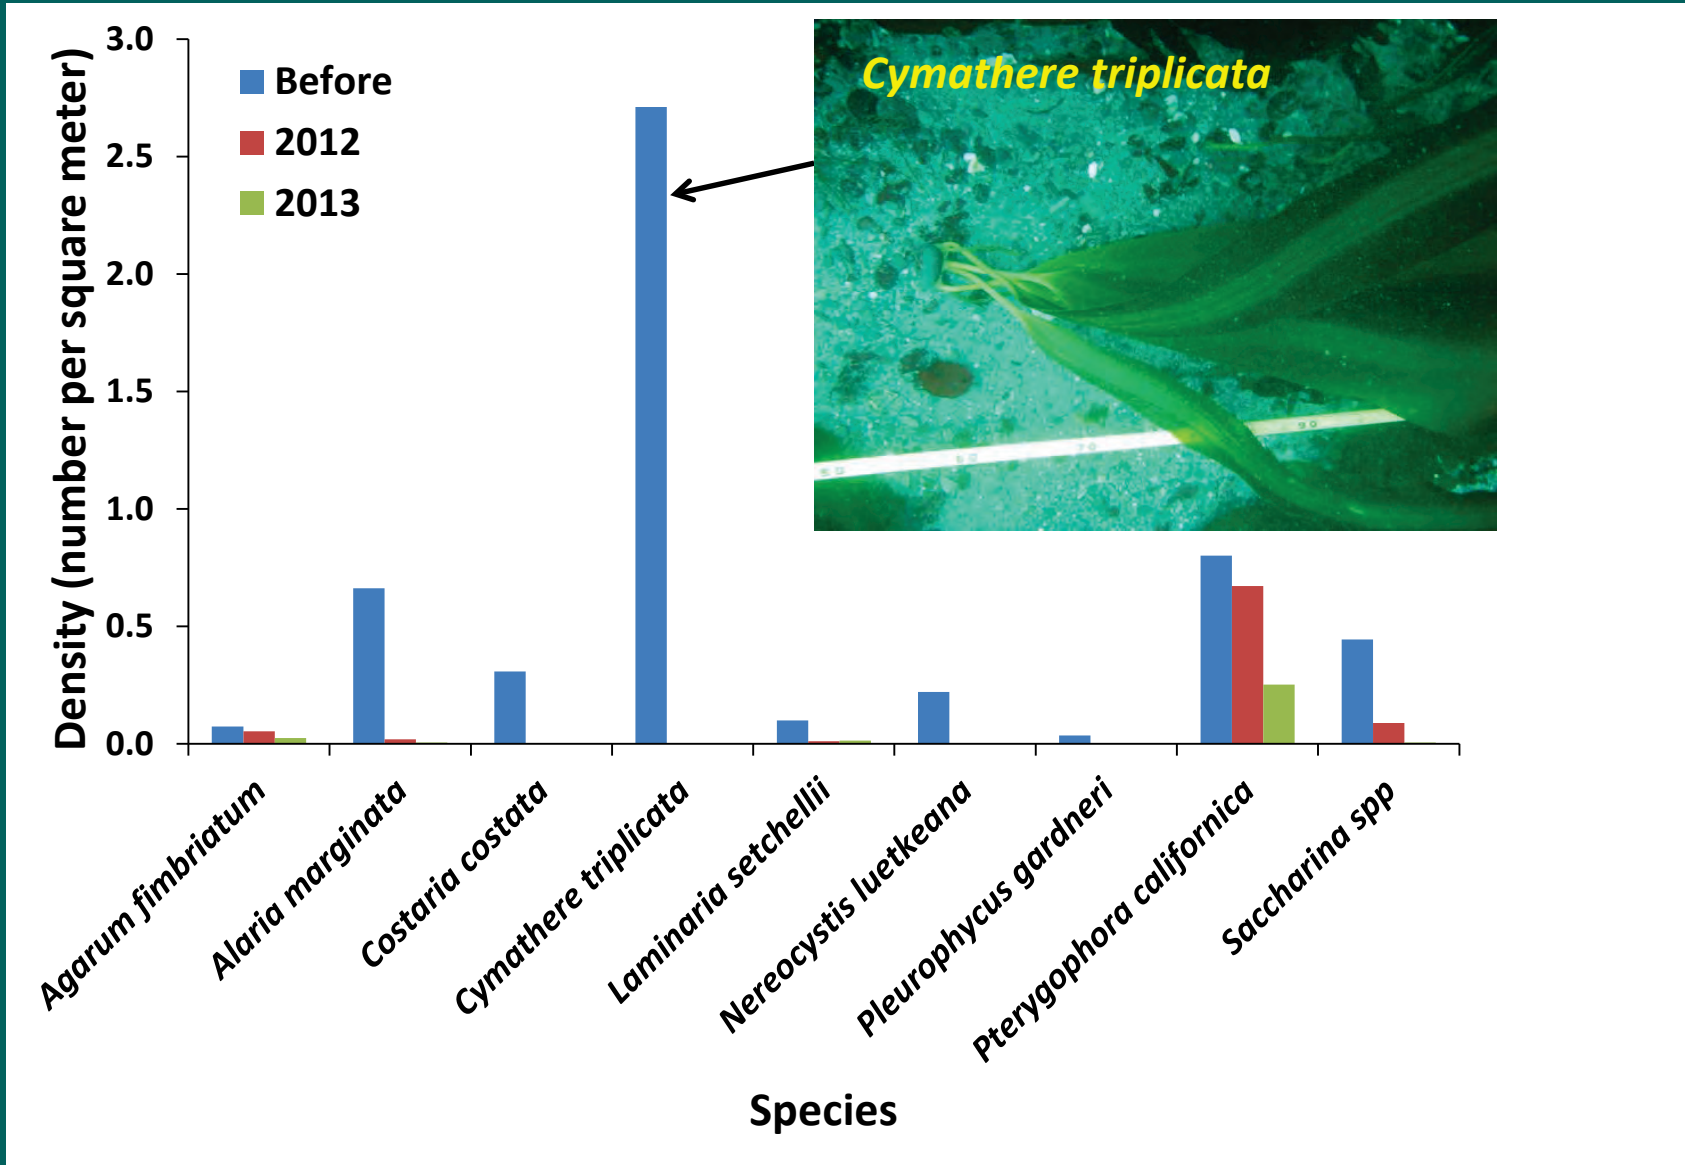 Density (number per square meter)
3.0
2.5
2.0
1.5
1.0
0.5
0.0
Before
2012
2013
Cymathere triplicata
70
90
Agarum fimbriatum
Alaria marginata
Costaria costata
Cymathere triplicata
Laminaria setchellii
Nereocystis luetkeana
Pleurophycus gardneri
Pterygophora californica
Saccharina spp
Species